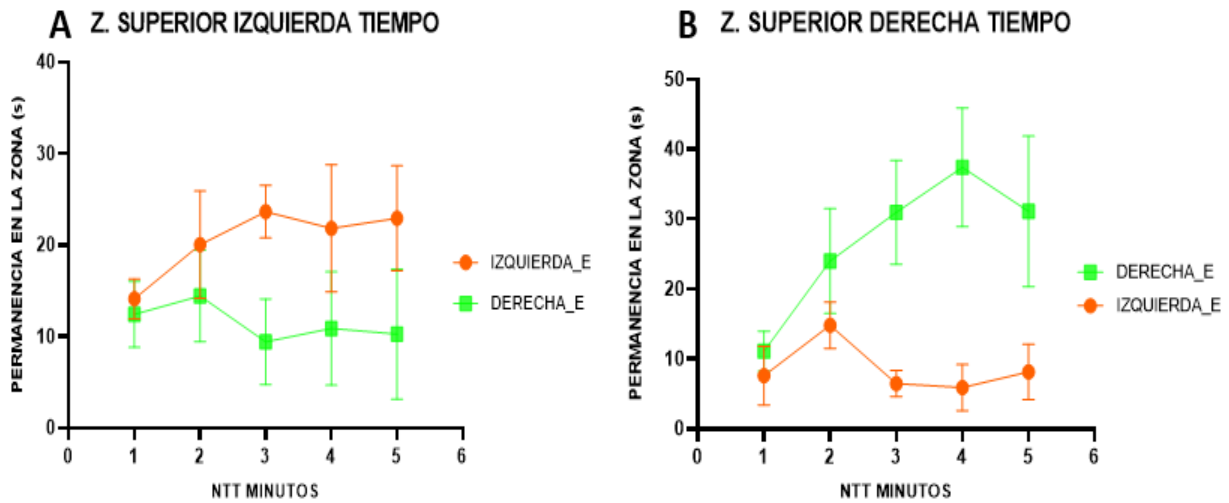 A Z. SUPERIOR IZQUIERDA TIEMPO
PERMANENCIA EN LA ZONA (s)
40
30
20
10
0
0 1 2 3 4 5 6
NTT MINUTOS
IZQUIERDA_E
DERECHA_E
B Z. SUPERIOR DERECHA TIEMPO
PERMANENCIA EN LA ZONA (s)
50
40
30
20
10
0
0 1 2 3 4 5 6
NTT MINUTOS
DERECHA_E
IZQUIERDA_E